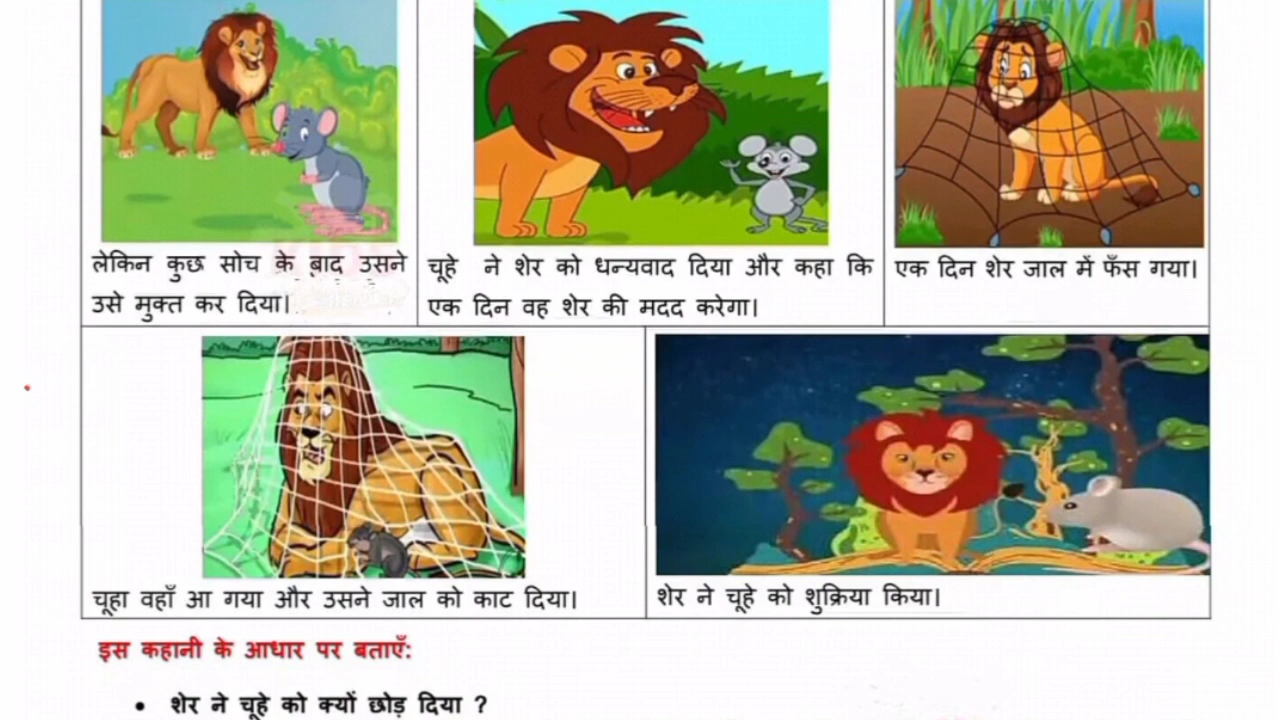 लेकिन कुछ सोच के बाद उसने
उसे मुक्त कर दिया।
चूहे ने शेर को धन्यवाद दिया और कहा कि
एक दिन वह शेर की मदद करेगा।
एक दिन शेर जाल में फँस गया।
चूहा वहाँ आ गया और उसने जाल को काट दिया।
शेर ने चूहे को शुक्रिया किया।
इस कहानी के आधार पर बताएँ:
• शेर ने चूहे को क्यों छोड़ दिया ?